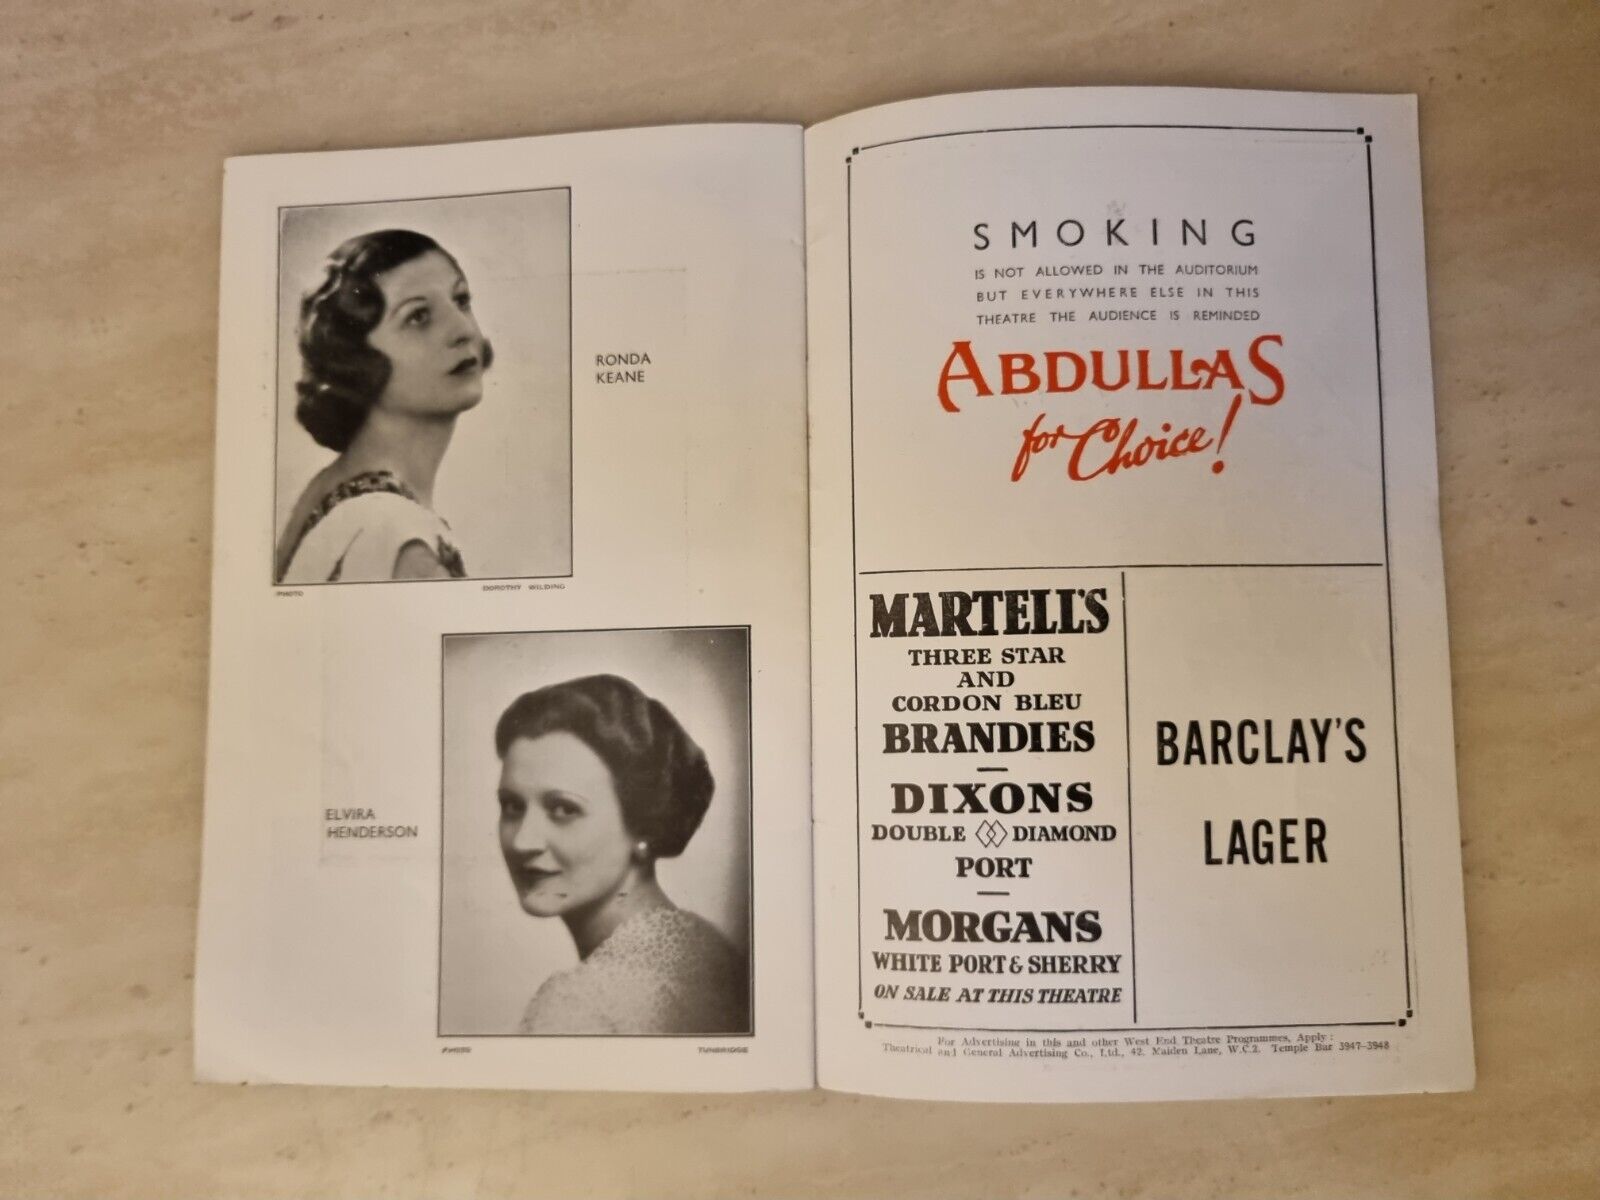 RONDA
KEANE
PHOTO
DOROTHY WILDING
ELVIRA
HENDERSON
PHOTO
TUNBRIDGE
SMOKING
IS NOT ALLOWED IN THE AUDITORIUM
BUT EVERYWHERE ELSE IN THIS
THEATRE THE AUDIENCE IS REMINDED
ABDULLAS
for Choice!
MARTELL'S
THREE STAR
AND
CORDON BLEU
BRANDIES
DIXONS
DOUBLE DIAMOND
PORT
MORGANS
WHITE PORT & SHERRY
ON SALE AT THIS THEATRE
BARCLAY'S
LAGER
For Advertising in this and other West End Theatre Programmes, Apply :
Theatrical and General Advertising Co., Ltd., 42, Maiden Lane, W.C.2. Temple Bar 3947-3948